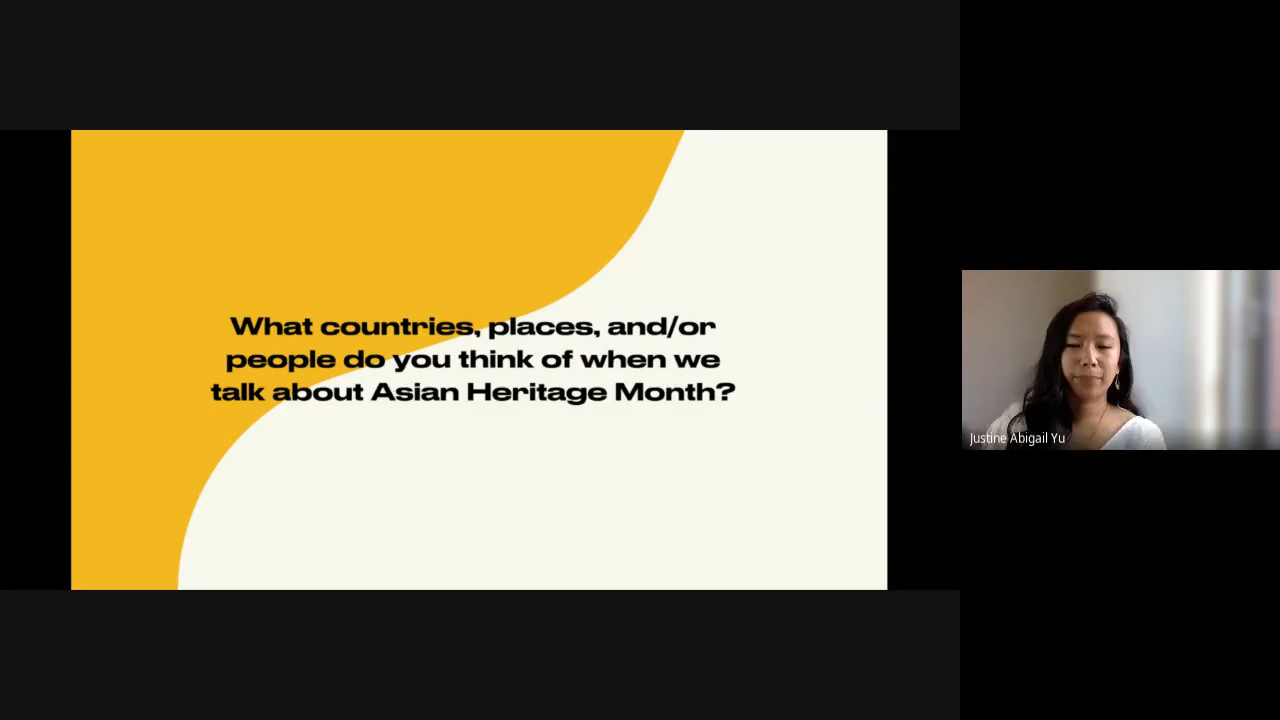 What countries, places, and/or
people do you think of when we
talk about Asian Heritage Month?
Justine Abigail Yu